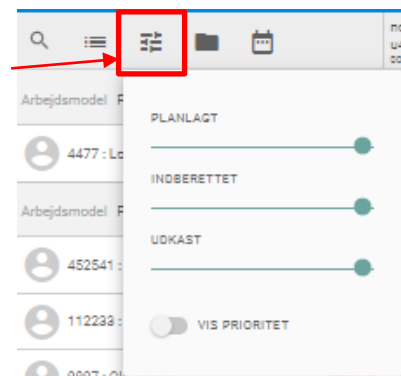 Arbejdsmodel
4477 : Lo
Arbejdsmodel
452541 :
112233 :
PLANLAGT
INDBERETTET
UDKAST
VIS PRIORITET